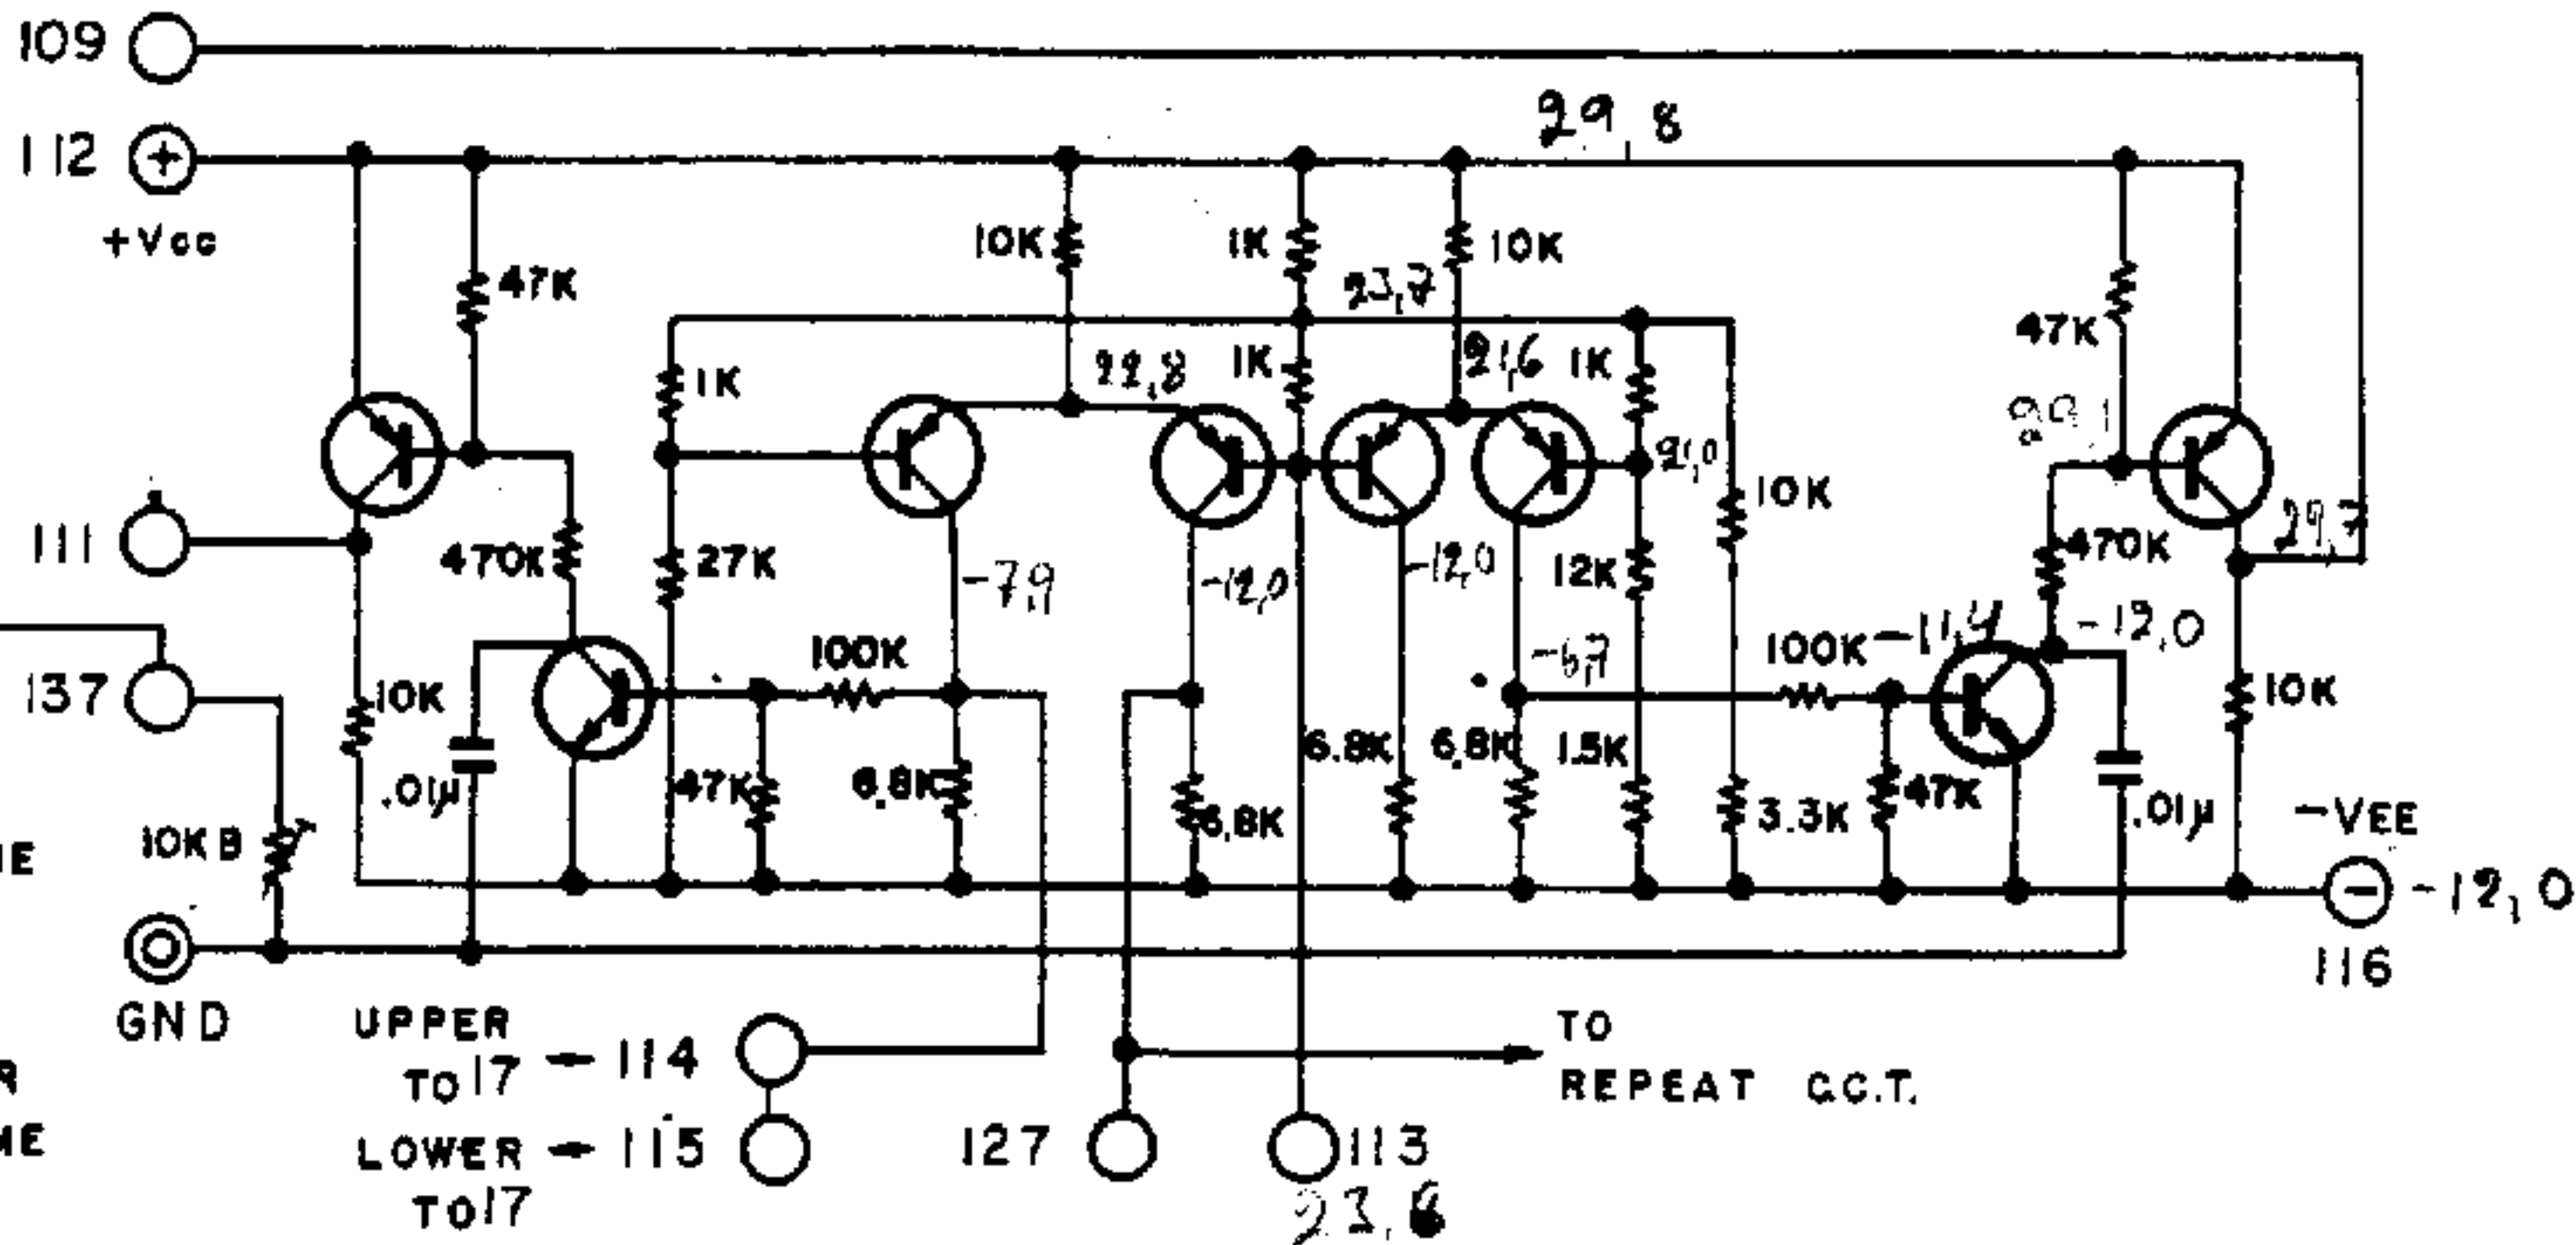 109
112
+Vcc
29,8
10K
1K
10K
47K
23,7
47K
1K
22,8
1K
21,6
1K
29,1
111
470K
27K
-7,9
-12,0
-12,0
21,0
12K
10K
470K
29,7
137
10K
100K
-11,4
-12,0
100K
10K
.01µ
47K
6.8K
6.8K
6.8K
6.8K
1.5K
3.3K
47K
.01µ
-VEE
10KB
-12,0
116
GND
UPPER
TO 17 ← 114
TO
REPEAT C.C.T.
LOWER ← 115
TO 17
127
113